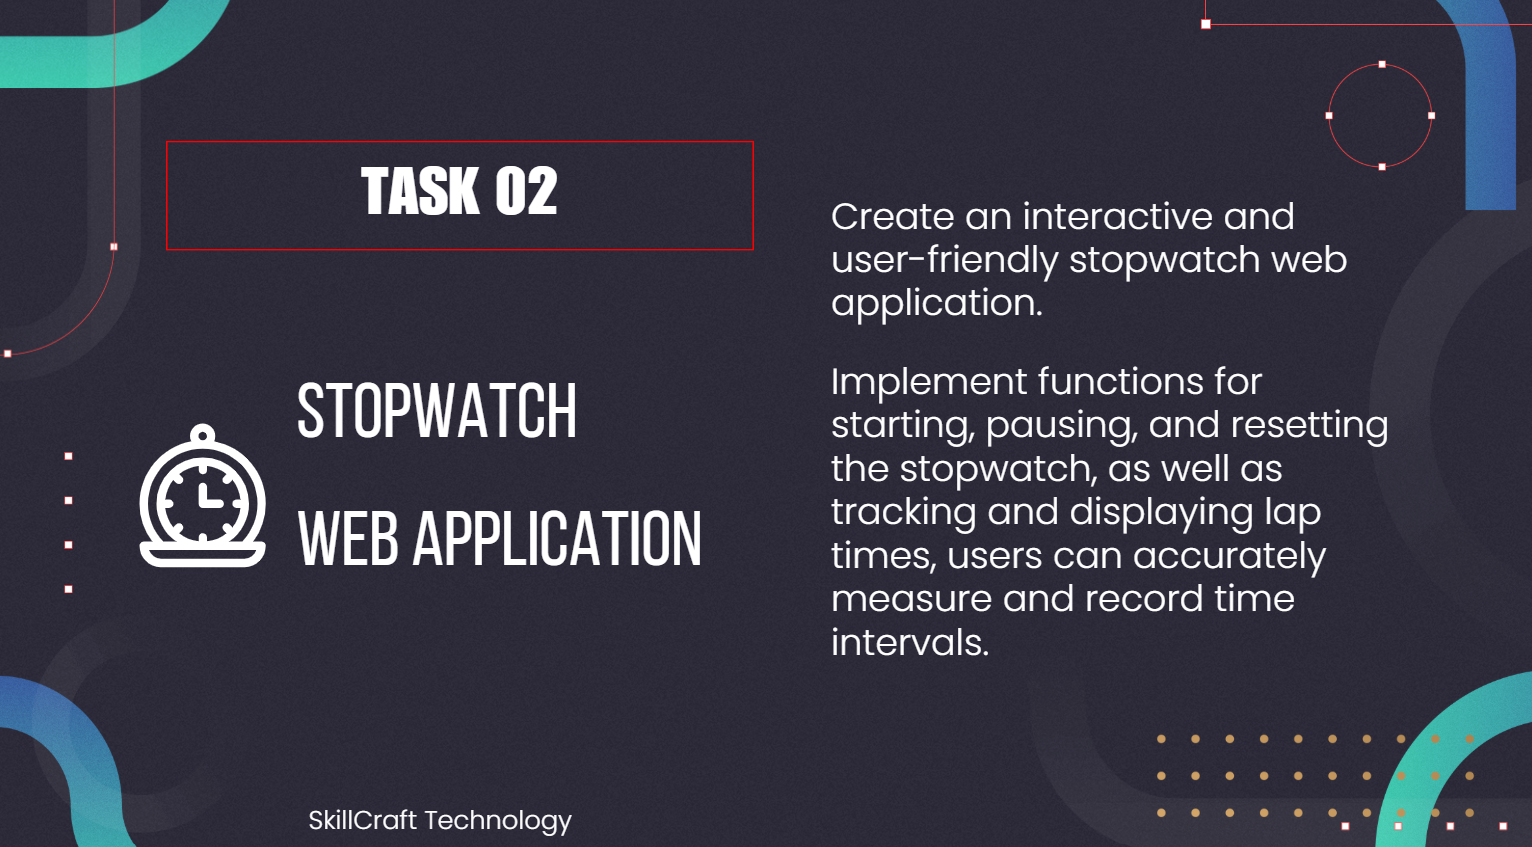 TASK 02
STOPWATCH
WEB APPLICATION
Create an interactive and
user-friendly stopwatch web
application.
Implement functions for
starting, pausing, and resetting
the stopwatch, as well as
tracking and displaying lap
times, users can accurately
measure and record time
intervals.
SkillCraft Technology